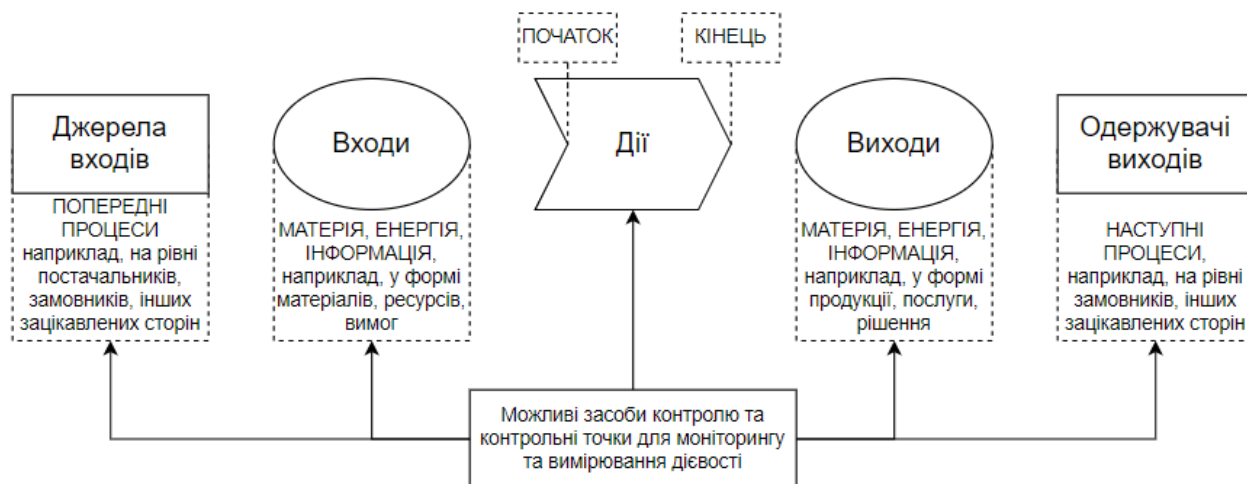 ПОЧАТОК
КІНЕЦЬ
Джерела
входів
Входи
Дії
Виходи
Одержувачі
виходів
ПОПЕРЕДНІ
ПРОЦЕСИ
наприклад, на рівні
постачальників,
замовників, інших
зацікавлених сторін
МАТЕРІЯ, ЕНЕРГІЯ,
ІНФОРМАЦІЯ,
наприклад, у формі
матеріалів, ресурсів,
вимог
МАТЕРІЯ, ЕНЕРГІЯ,
ІНФОРМАЦІЯ,
наприклад, у формі
продукції, послуги,
рішення
НАСТУПНІ
ПРОЦЕСИ,
наприклад, на рівні
замовників, інших
зацікавлених сторін
Можливі засоби контролю та
контрольні точки для моніторингу
та вимірювання дієвості